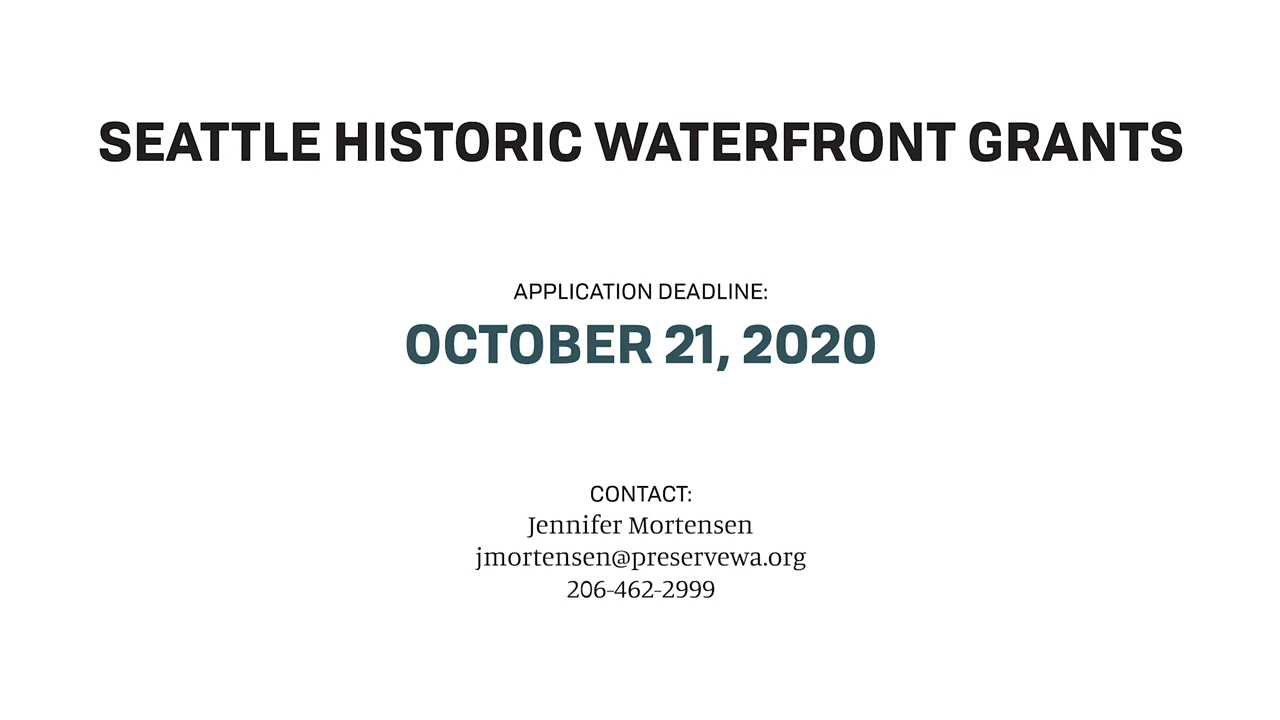 SEATTLE HISTORIC WATERFRONT GRANTS
APPLICATION DEADLINE:
OCTOBER 21, 2020
CONTACT:
Jennifer Mortensen
jmortensen@preservewa.org
206-462-2999